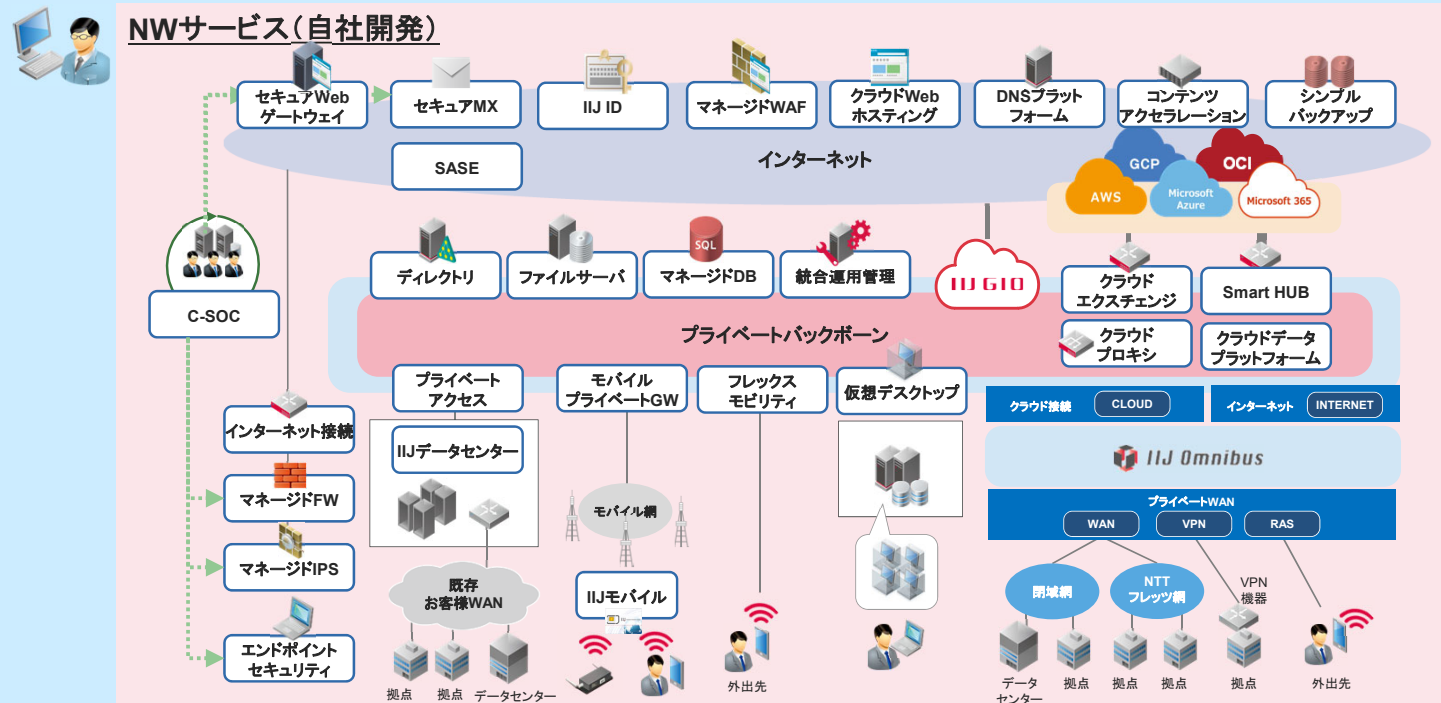 NWサービス（自社開発）
セキュアWeb
ゲートウェイ
セキュアMX
IIJ ID
マネージドWAF
クラウドWeb
ホスティング
DNSプラット
フォーム
コンテンツ
アクセラレーション
シンプル
バックアップ
SASE
インターネット
GCP
OCI
AWS
Microsoft
Azure
Microsoft 365
C-SOC
ディレクトリ
ファイルサーバ
SQL
マネージドDB
統合運用管理
IIJ GIO
クラウド
エクスチェンジ
Smart HUB
プライベートバックボーン
クラウド
プロキシ
クラウドデータ
プラットフォーム
プライベート
アクセス
モバイル
プライベートGW
フレックス
モビリティ
仮想デスクトップ
クラウド接続
CLOUD
インターネット
INTERNET
インターネット接続
IIJデータセンター
IIJ Omnibus
マネージドFW
モバイル網
プライベートWAN
WAN
VPN
RAS
マネージドIPS
既存
お客様WAN
IIJモバイル
閉域網
NTT
フレッツ網
VPN
機器
エンドポイント
セキュリティ
拠点
拠点
データセンター
外出先
データ
センター
拠点
拠点
拠点
拠点
外出先